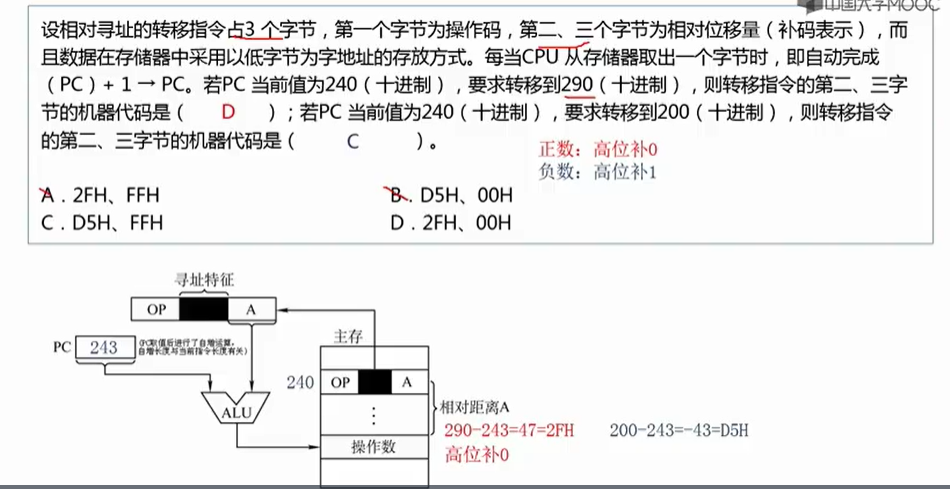 中国大学MOOC
设相对寻址的转移指令占3 个字节，第一个字节为操作码，第二、三个字节为相对位移量（补码表示），而
且数据在存储器中采用以低字节为字地址的存放方式。每当CPU 从存储器取出一个字节时，即自动完成
（PC）+ 1 → PC。若PC 当前值为240（十进制），要求转移到290（十进制），则转移指令的第二、三字
节的机器代码是（ D ）；若PC 当前值为240（十进制），要求转移到200（十进制），则转移指令
的第二、三字节的机器代码是（ C ）。
正数：高位补0
负数：高位补1
A．2FH、FFH B．D5H、00H
C．D5H、FFH D．2FH、00H
寻址特征
OP A
主存
PC 243 (PC取值后进行了自增运算，
自增长度与当前指令长度有关)
240 OP A
ALU
⋮
相对距离A
290-243=47=2FH 200-243=-43=D5H
操作数
高位补0